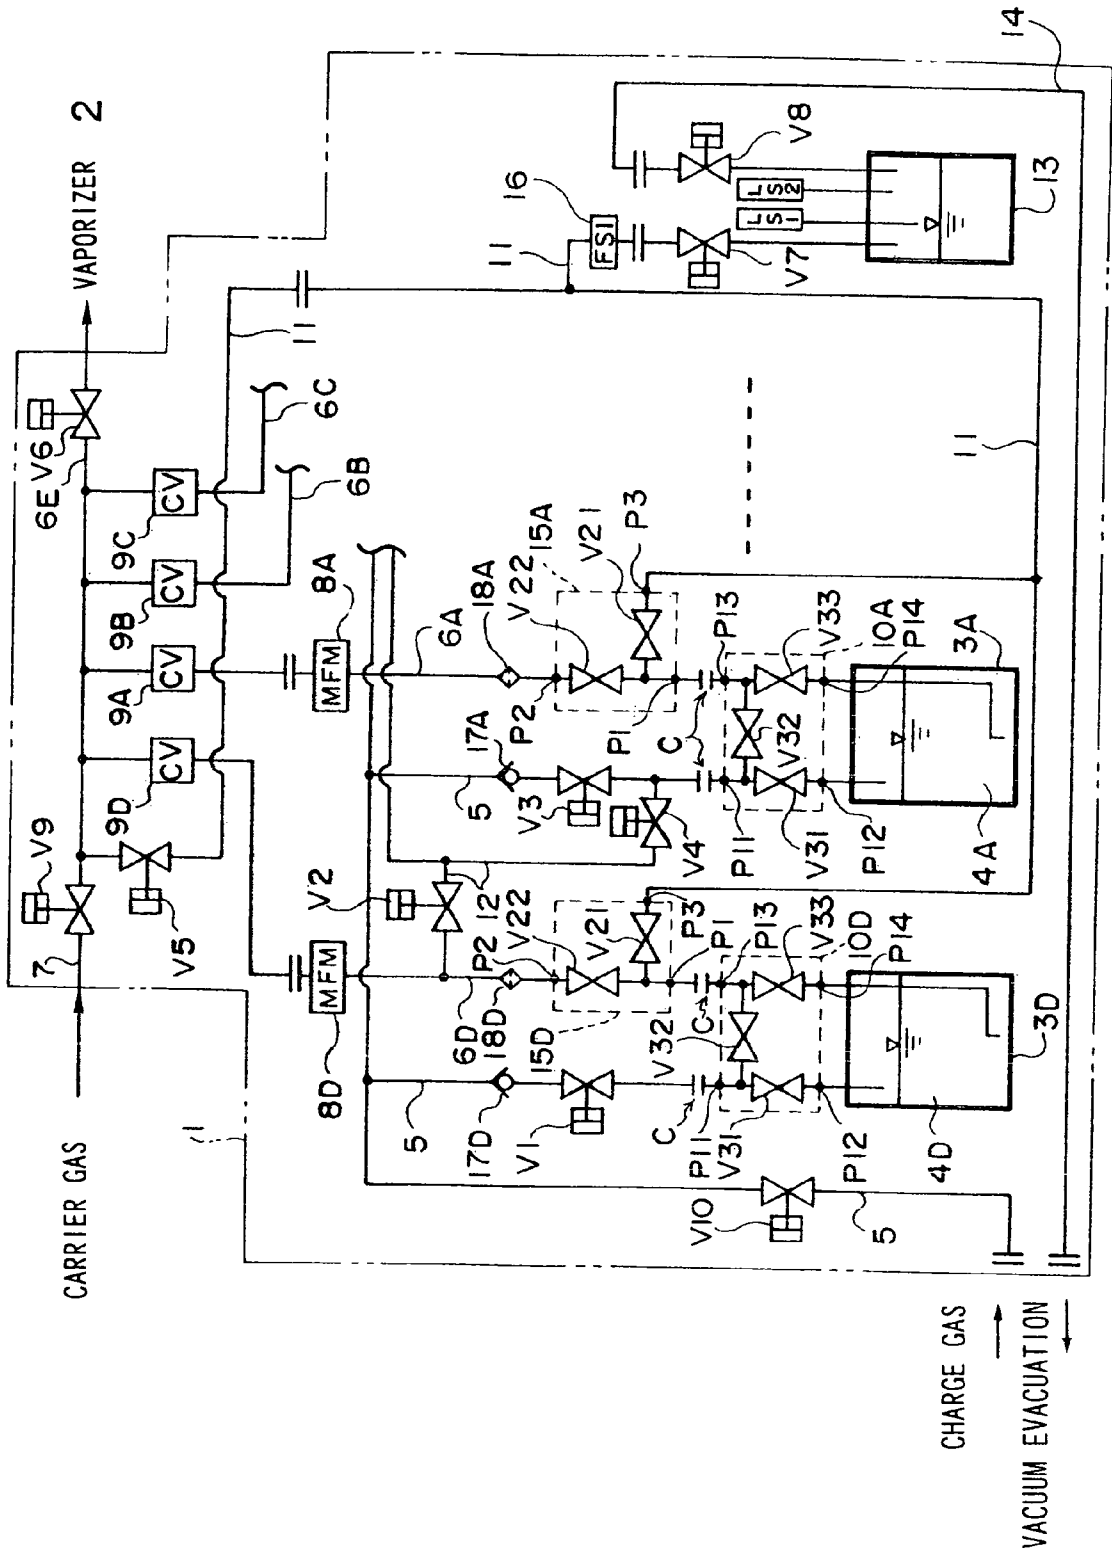 CARRIER GAS
VAPORIZER 2
1
7
V9
V5
9D
9A
9B
9C
CV
CV
CV
CV
6E
V6
6C
6B
11
11
16
FS1
LS1
LS2
V7
V8
13
14
8D
MFM
8A
MFM
V2
12
6A
6D
5
5
17D
18D
17A
18A
V1
V3
V4
P2
V22
15D
V21
P3
P1
P2
V22
15A
V21
P3
P1
C
C
C
P11
P13
V32
V31
V33
10D
P12
P14
P11
P13
V32
V31
V33
10A
P12
P14
4D
3D
4A
3A
11
V10
5
CHARGE GAS
VACUUM EVACUATION